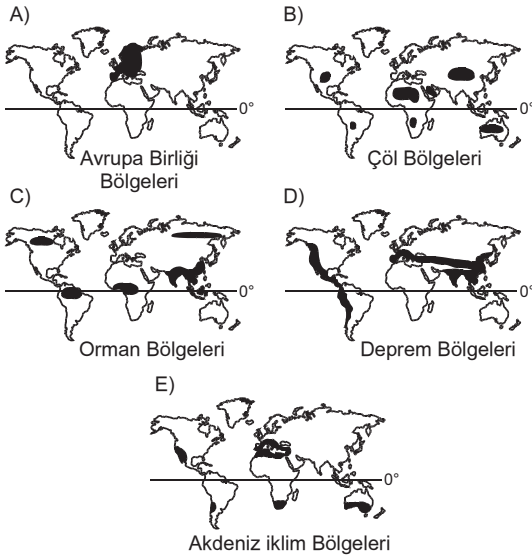 A)
B)
0°
0°
Avrupa Birliği
Bölgeleri
Çöl Bölgeleri
C)
D)
0°
0°
Orman Bölgeleri
Deprem Bölgeleri
E)
0°
Akdeniz iklim Bölgeleri